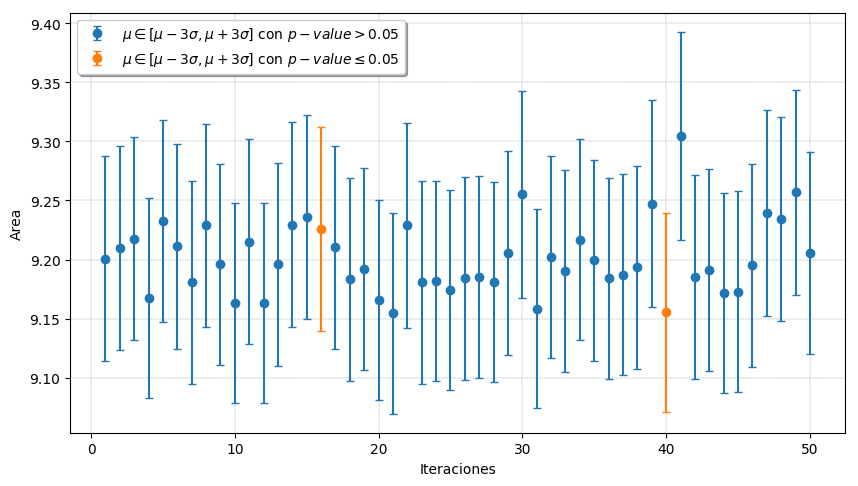 μ ∈ [μ − 3σ, μ + 3σ] con p − value > 0.05
μ ∈ [μ − 3σ, μ + 3σ] con p − value ≤ 0.05
9.40
9.35
9.30
9.25
9.20
9.15
9.10
Area
0 10 20 30 40 50
Iteraciones